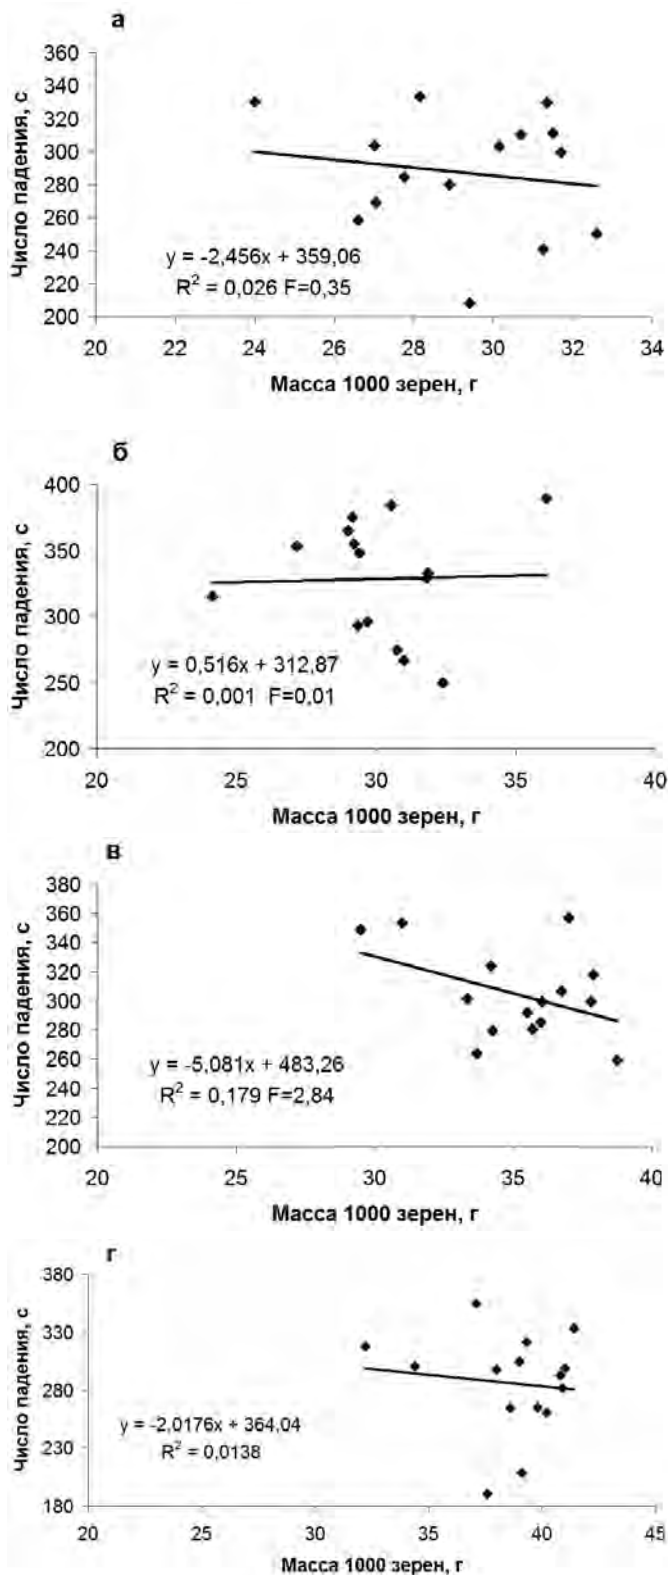 а
360
340
320
300
280
260
240
220
200
Число падения, с
y = -2,456x + 359,06
R² = 0,026 F=0,35
20 22 24 26 28 30 32 34
Масса 1000 зерен, г
б
400
350
300
250
200
Число падения, с
y = 0,516x + 312,87
R² = 0,001 F=0,01
20 25 30 35 40
Масса 1000 зерен, г
в
380
360
340
320
300
280
260
240
220
200
Число падения, с
y = -5,081x + 483,26
R² = 0,179 F=2,84
20 25 30 35 40
Масса 1000 зерен, г
г
380
330
280
230
180
Число падения, с
y = -2,0176x + 364,04
R² = 0,0138
20 25 30 35 40 45
Масса 1000 зерен, г